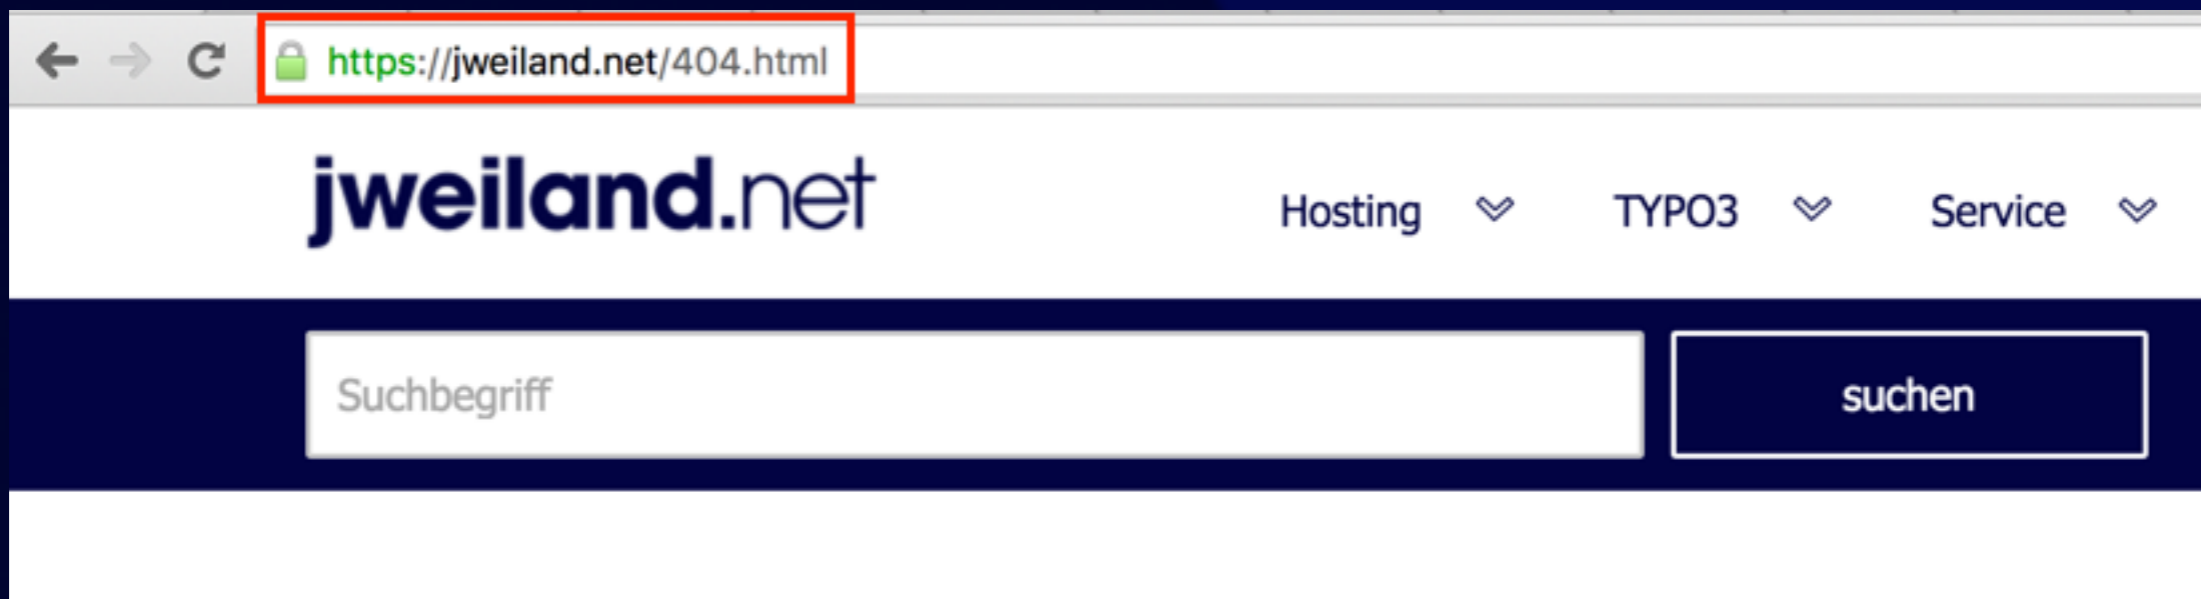 https://jweiland.net/404.html
jweiland.net
Hosting TYPO3 Service
Suchbegriff suchen